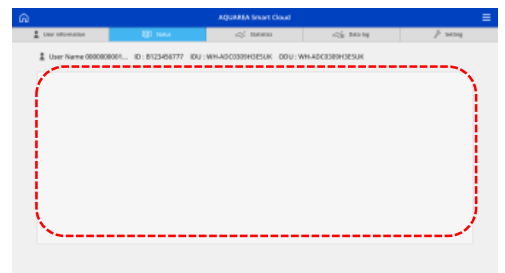 AQUAREA Smart Cloud
User information Status Statistics Data log Setting
User Name 0000000001... ID : B123456777 IDU : WH-ADC0309H3E5UK ODU : WH-ADC0309H3E5UK